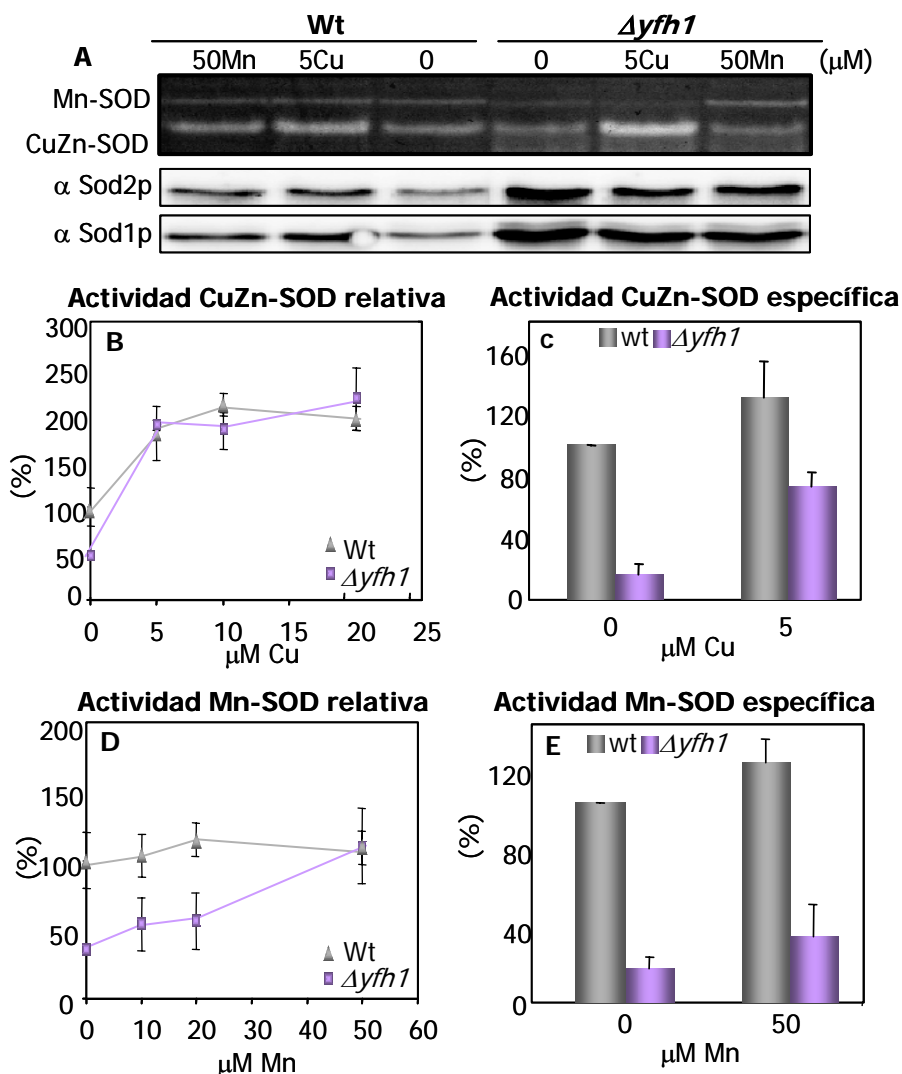 Wt Δyfh1
A 50Mn 5Cu 0 0 5Cu 50Mn (μM)
Mn-SOD
CuZn-SOD
α Sod2p
α Sod1p
Actividad CuZn-SOD relativa
300
250
200
150
100
50
0
(%)
B
Wt
Δyfh1
0 5 10 15 20 25
μM Cu
Actividad CuZn-SOD específica
160
120
80
40
0
(%)
c
wt Δyfh1
0 5
μM Cu
Actividad Mn-SOD relativa
200
150
100
50
0
(%)
D
Wt
Δyfh1
0 10 20 30 40 50 60
μM Mn
Actividad Mn-SOD específica
120
80
40
0
(%)
E
wt Δyfh1
0 50
μM Mn